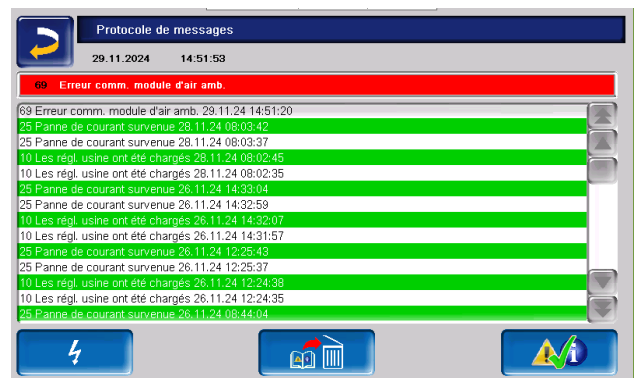 Protocole de messages
29.11.2024 14:51:53
69 Erreur comm. module d'air amb.
69 Erreur comm. module d'air amb. 29.11.24 14:51:20
25 Panne de courant survenue 28.11.24 08:03:42
25 Panne de courant survenue 28.11.24 08:03:37
10 Les régl. usine ont été chargés 28.11.24 08:02:45
10 Les régl. usine ont été chargés 28.11.24 08:02:35
25 Panne de courant survenue 26.11.24 14:33:04
25 Panne de courant survenue 26.11.24 14:32:59
10 Les régl. usine ont été chargés 26.11.24 14:32:07
10 Les régl. usine ont été chargés 26.11.24 14:31:57
25 Panne de courant survenue 26.11.24 12:25:43
25 Panne de courant survenue 26.11.24 12:25:37
10 Les régl. usine ont été chargés 26.11.24 12:24:38
10 Les régl. usine ont été chargés 26.11.24 12:24:35
25 Panne de courant survenue 26.11.24 08:44:04